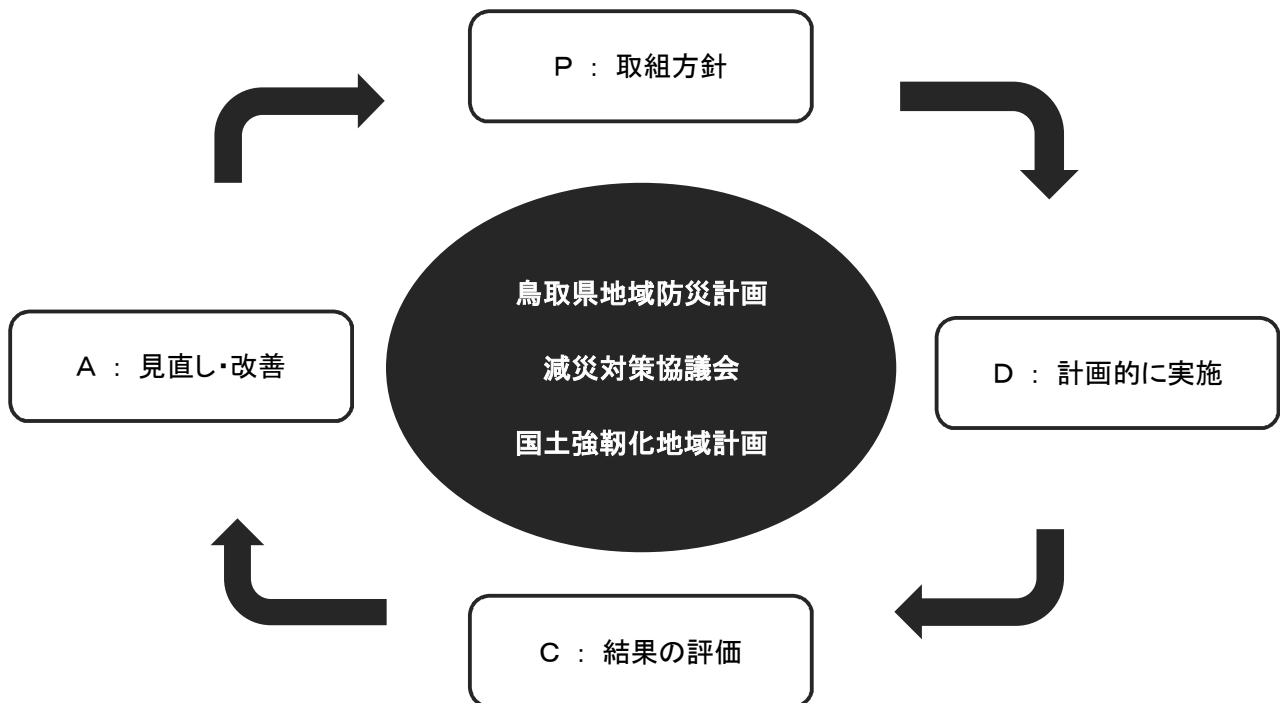 P : 取組方針
鳥取県地域防災計画
減災対策協議会
国土強靭化地域計画
A : 見直し・改善
D : 計画的に実施
C : 結果の評価